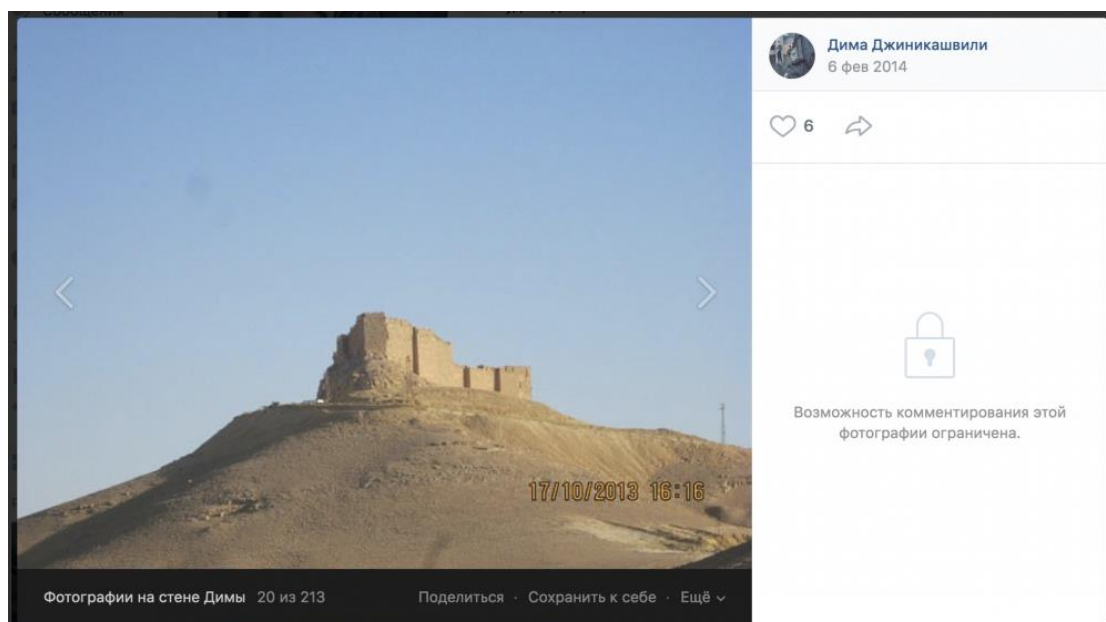 Сообщения
Дима Джиникашвили
6 фев 2014
6
Возможность комментирования этой
фотографии ограничена.
17/10/2013 16:16
Фотографии на стене Димы 20 из 213
Поделиться · Сохранить к себе · Ещё